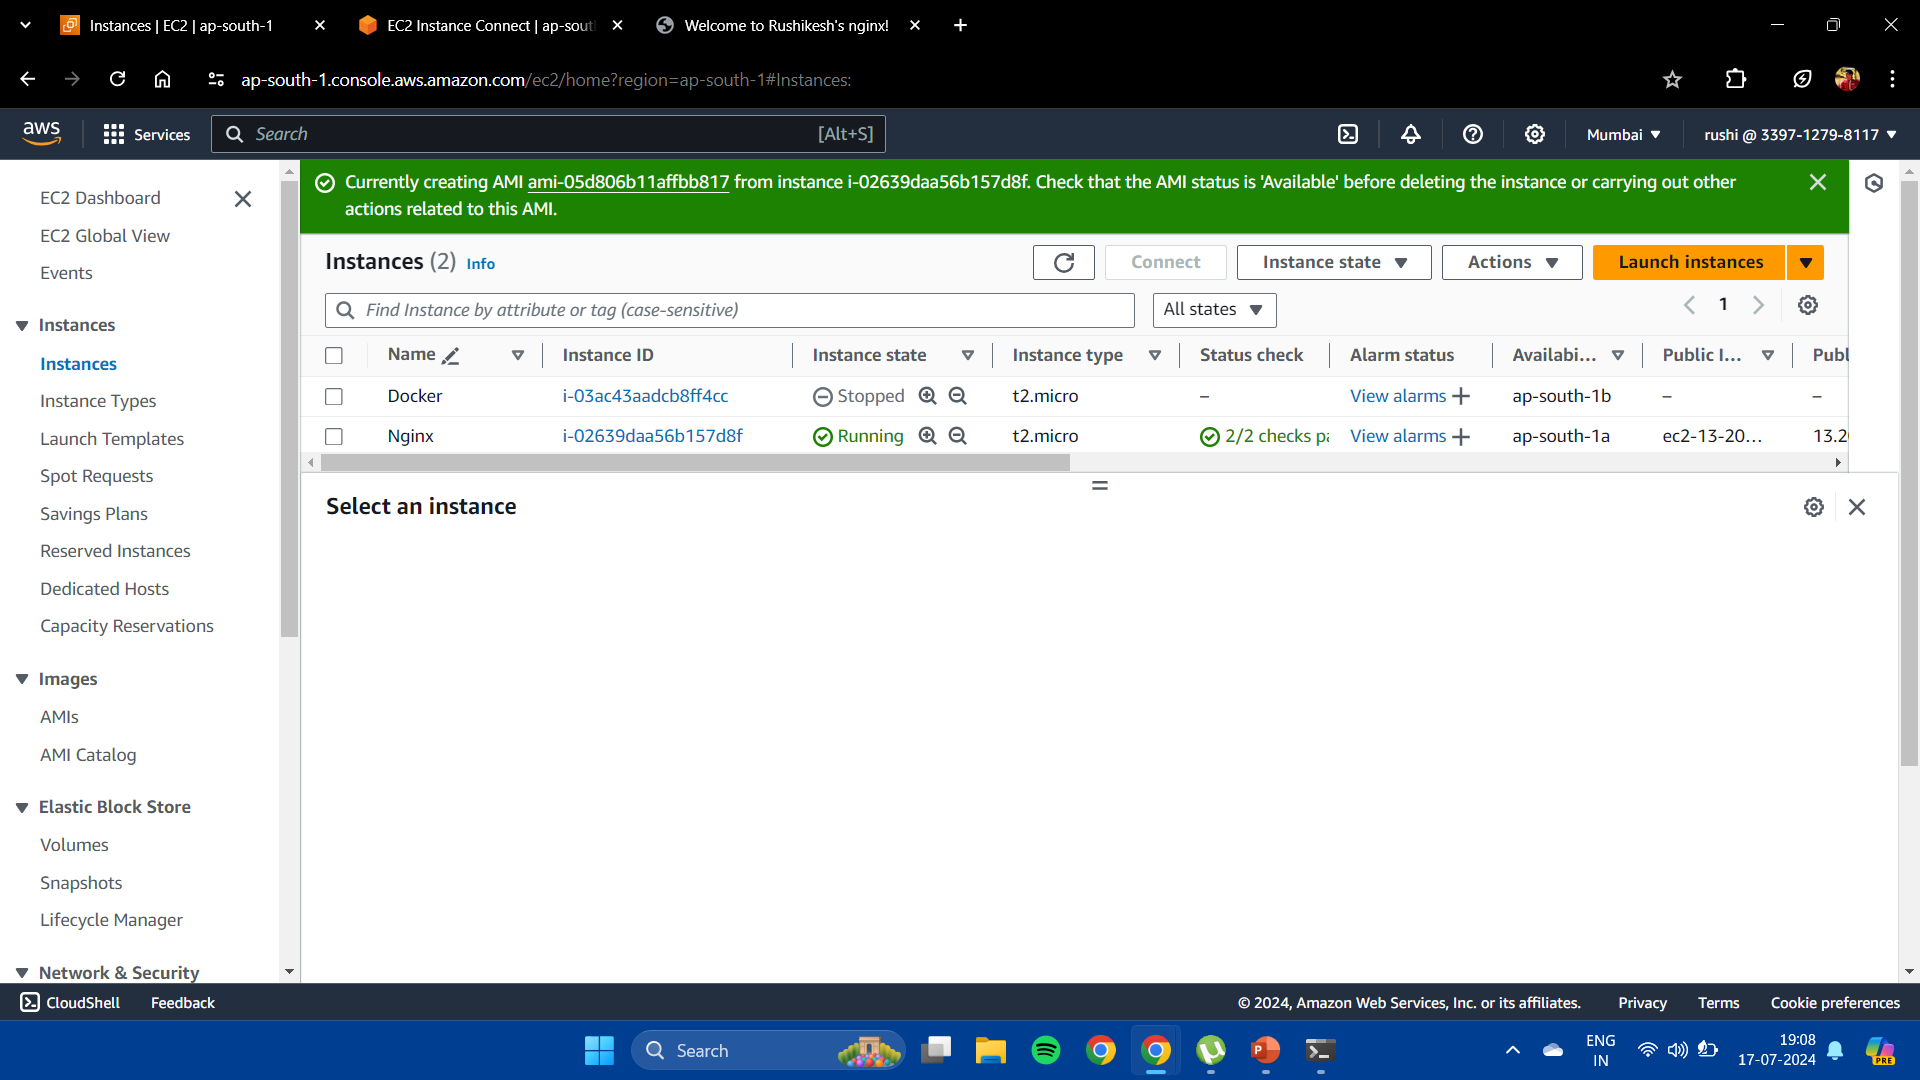 Instances | EC2 | ap-south-1
EC2 Instance Connect | ap-sout
Welcome to Rushikesh's nginx!
ap-south-1.console.aws.amazon.com/ec2/home?region=ap-south-1#Instances:
aws
Services
Search
[Alt+S]
Mumbai
rushi @ 3397-1279-8117
EC2 Dashboard
EC2 Global View
Events
Instances
Instances
Instance Types
Launch Templates
Spot Requests
Savings Plans
Reserved Instances
Dedicated Hosts
Capacity Reservations
Images
AMIs
AMI Catalog
Elastic Block Store
Volumes
Snapshots
Lifecycle Manager
Network & Security
Currently creating AMI ami-05d806b11affbb817 from instance i-02639daa56b157d8f. Check that the AMI status is 'Available' before deleting the instance or carrying out other
actions related to this AMI.
Instances (2) Info
Connect
Instance state
Actions
Launch instances
Find Instance by attribute or tag (case-sensitive)
All states
1
Name Instance ID Instance state Instance type Status check Alarm status Availabi... Public I... Publ
Docker i-03ac43aadcb8ff4cc Stopped t2.micro – View alarms + ap-south-1b – –
Nginx i-02639daa56b157d8f Running t2.micro 2/2 checks pa View alarms + ap-south-1a ec2-13-20... 13.20
Select an instance
CloudShell
Feedback
© 2024, Amazon Web Services, Inc. or its affiliates.
Privacy
Terms
Cookie preferences
Search
ENG
IN
19:08
17-07-2024
PRE